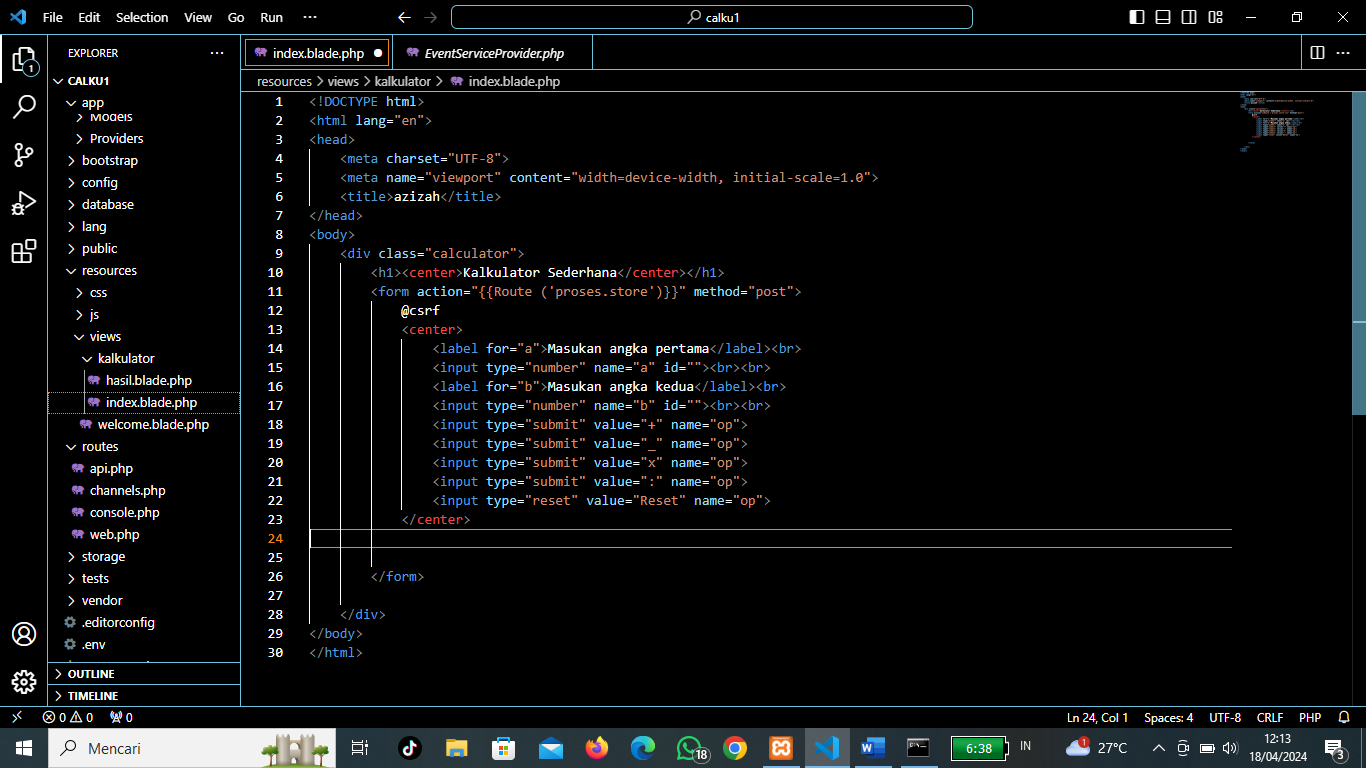 File Edit Selection View Go Run ··· calku1
EXPLORER ···
CALKU1
app
Models
Providers
bootstrap
config
database
lang
public
resources
css
js
views
kalkulator
hasil.blade.php
index.blade.php
welcome.blade.php
routes
api.php
channels.php
console.php
web.php
storage
tests
vendor
.editorconfig
.env
OUTLINE
TIMELINE
1
index.blade.php EventServiceProvider.php
resources > views > kalkulator > index.blade.php
1 <!DOCTYPE html>
2 <html lang="en">
3 <head>
4 <meta charset="UTF-8">
5 <meta name="viewport" content="width=device-width, initial-scale=1.0">
6 <title>azizah</title>
7 </head>
8 <body>
9 <div class="calculator">
10 <h1><center>Kalkulator Sederhana</center></h1>
11 <form action="{{Route ('proses.store')}}" method="post">
12 @csrf
13 <center>
14 <label for="a">Masukan angka pertama</label><br>
15 <input type="number" name="a" id=""><br><br>
16 <label for="b">Masukan angka kedua</label><br>
17 <input type="number" name="b" id=""><br><br>
18 <input type="submit" value="+" name="op">
19 <input type="submit" value="_" name="op">
20 <input type="submit" value="x" name="op">
21 <input type="submit" value=":" name="op">
22 <input type="reset" value="Reset" name="op">
23 </center>
24
25
26 </form>
27
28 </div>
29 </body>
30 </html>
0 0 0 Ln 24, Col 1 Spaces: 4 UTF-8 CRLF PHP
Mencari 18 6:38 IN 1 27°C 12:13
18/04/2024 3